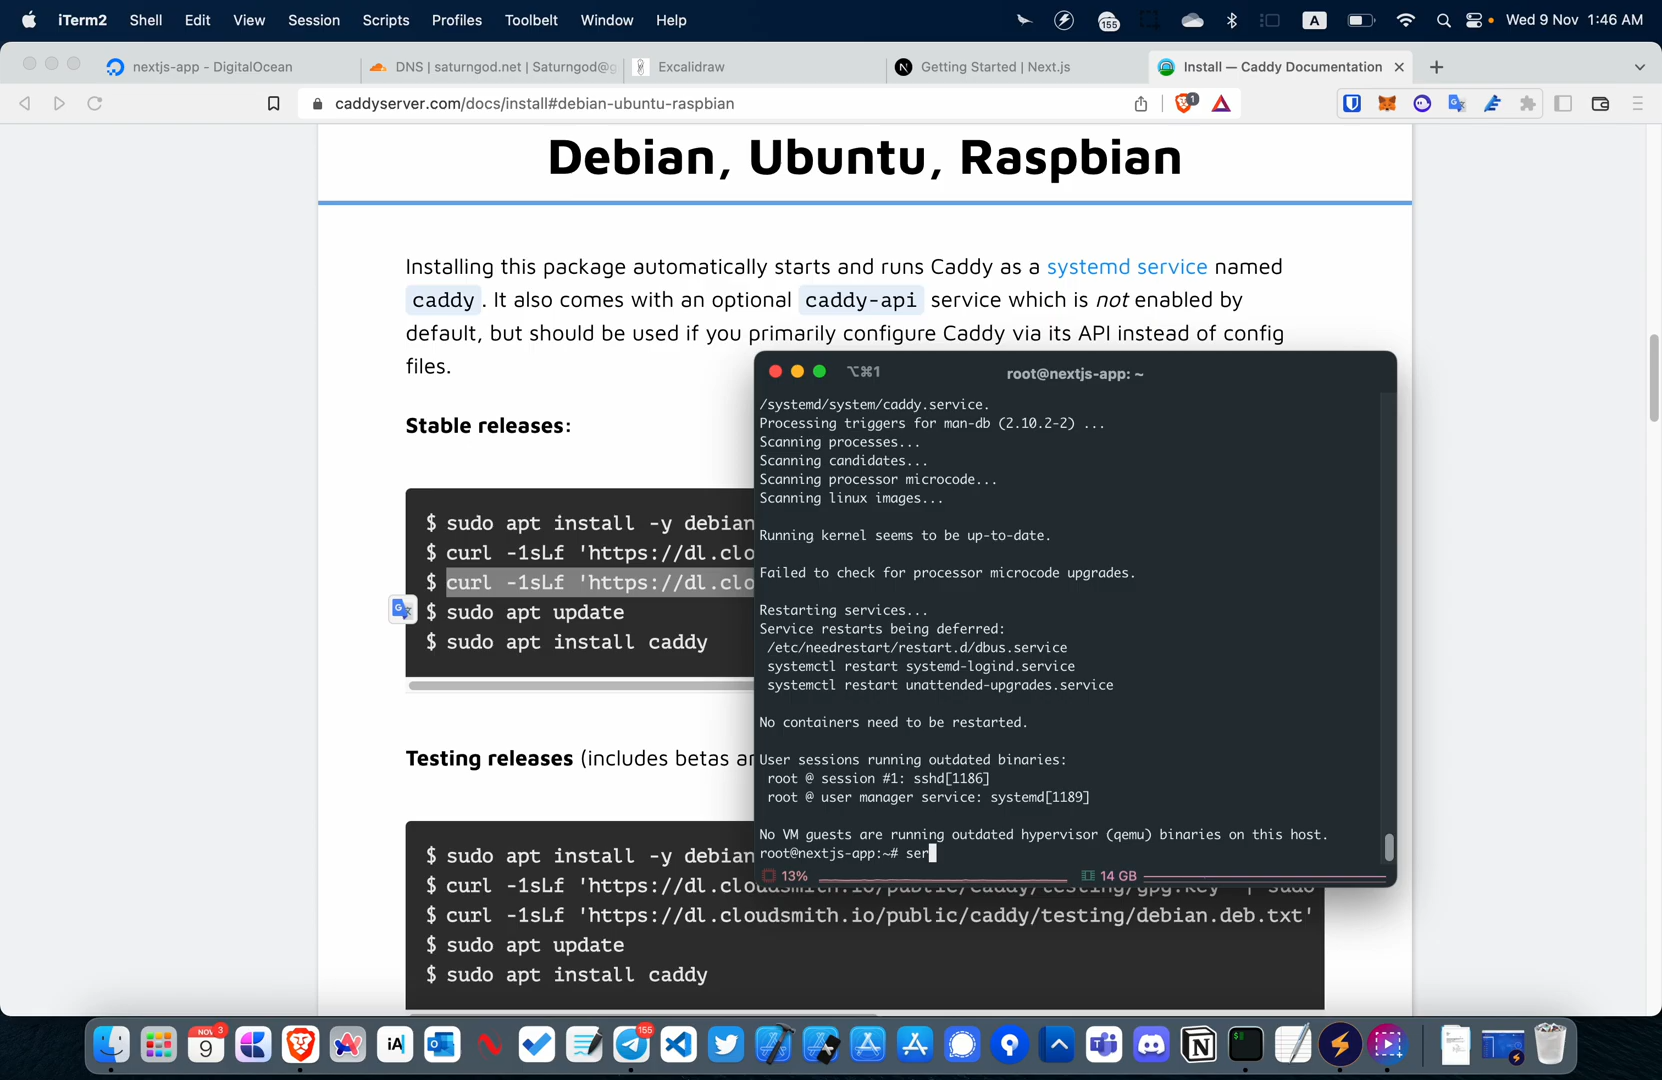 iTerm2 Shell Edit View Session Scripts Profiles Toolbelt Window Help 155 A Wed 9 Nov 1:46 AM
nextjs-app - DigitalOcean DNS | saturngod.net | Saturngod@g Excalidraw Getting Started | Next.js Install — Caddy Documentation
caddyserver.com/docs/install#debian-ubuntu-raspbian 1
Debian, Ubuntu, Raspbian
Installing this package automatically starts and runs Caddy as a systemd service named
caddy. It also comes with an optional caddy-api service which is not enabled by
default, but should be used if you primarily configure Caddy via its API instead of config
files.
Stable releases:
$ sudo apt install -y debian
$ curl -1sLf 'https://dl.clo
$ curl -1sLf 'https://dl.clo
$ sudo apt update
$ sudo apt install caddy
Testing releases (includes betas an
$ sudo apt install -y debian
$ curl -1sLf 'https://dl.cloudsmith.io/public/caddy/testing/gpg.key' | sudo
$ curl -1sLf 'https://dl.cloudsmith.io/public/caddy/testing/debian.deb.txt'
$ sudo apt update
$ sudo apt install caddy
⌥⌘1 root@nextjs-app: ~
/systemd/system/caddy.service.
Processing triggers for man-db (2.10.2-2) ...
Scanning processes...
Scanning candidates...
Scanning processor microcode...
Scanning linux images...
Running kernel seems to be up-to-date.
Failed to check for processor microcode upgrades.
Restarting services...
Service restarts being deferred:
/etc/needrestart/restart.d/dbus.service
systemctl restart systemd-logind.service
systemctl restart unattended-upgrades.service
No containers need to be restarted.
User sessions running outdated binaries:
root @ session #1: sshd[1186]
root @ user manager service: systemd[1189]
No VM guests are running outdated hypervisor (qemu) binaries on this host.
root@nextjs-app:~# ser
13% 14 GB
NOV 3
9 iA 155